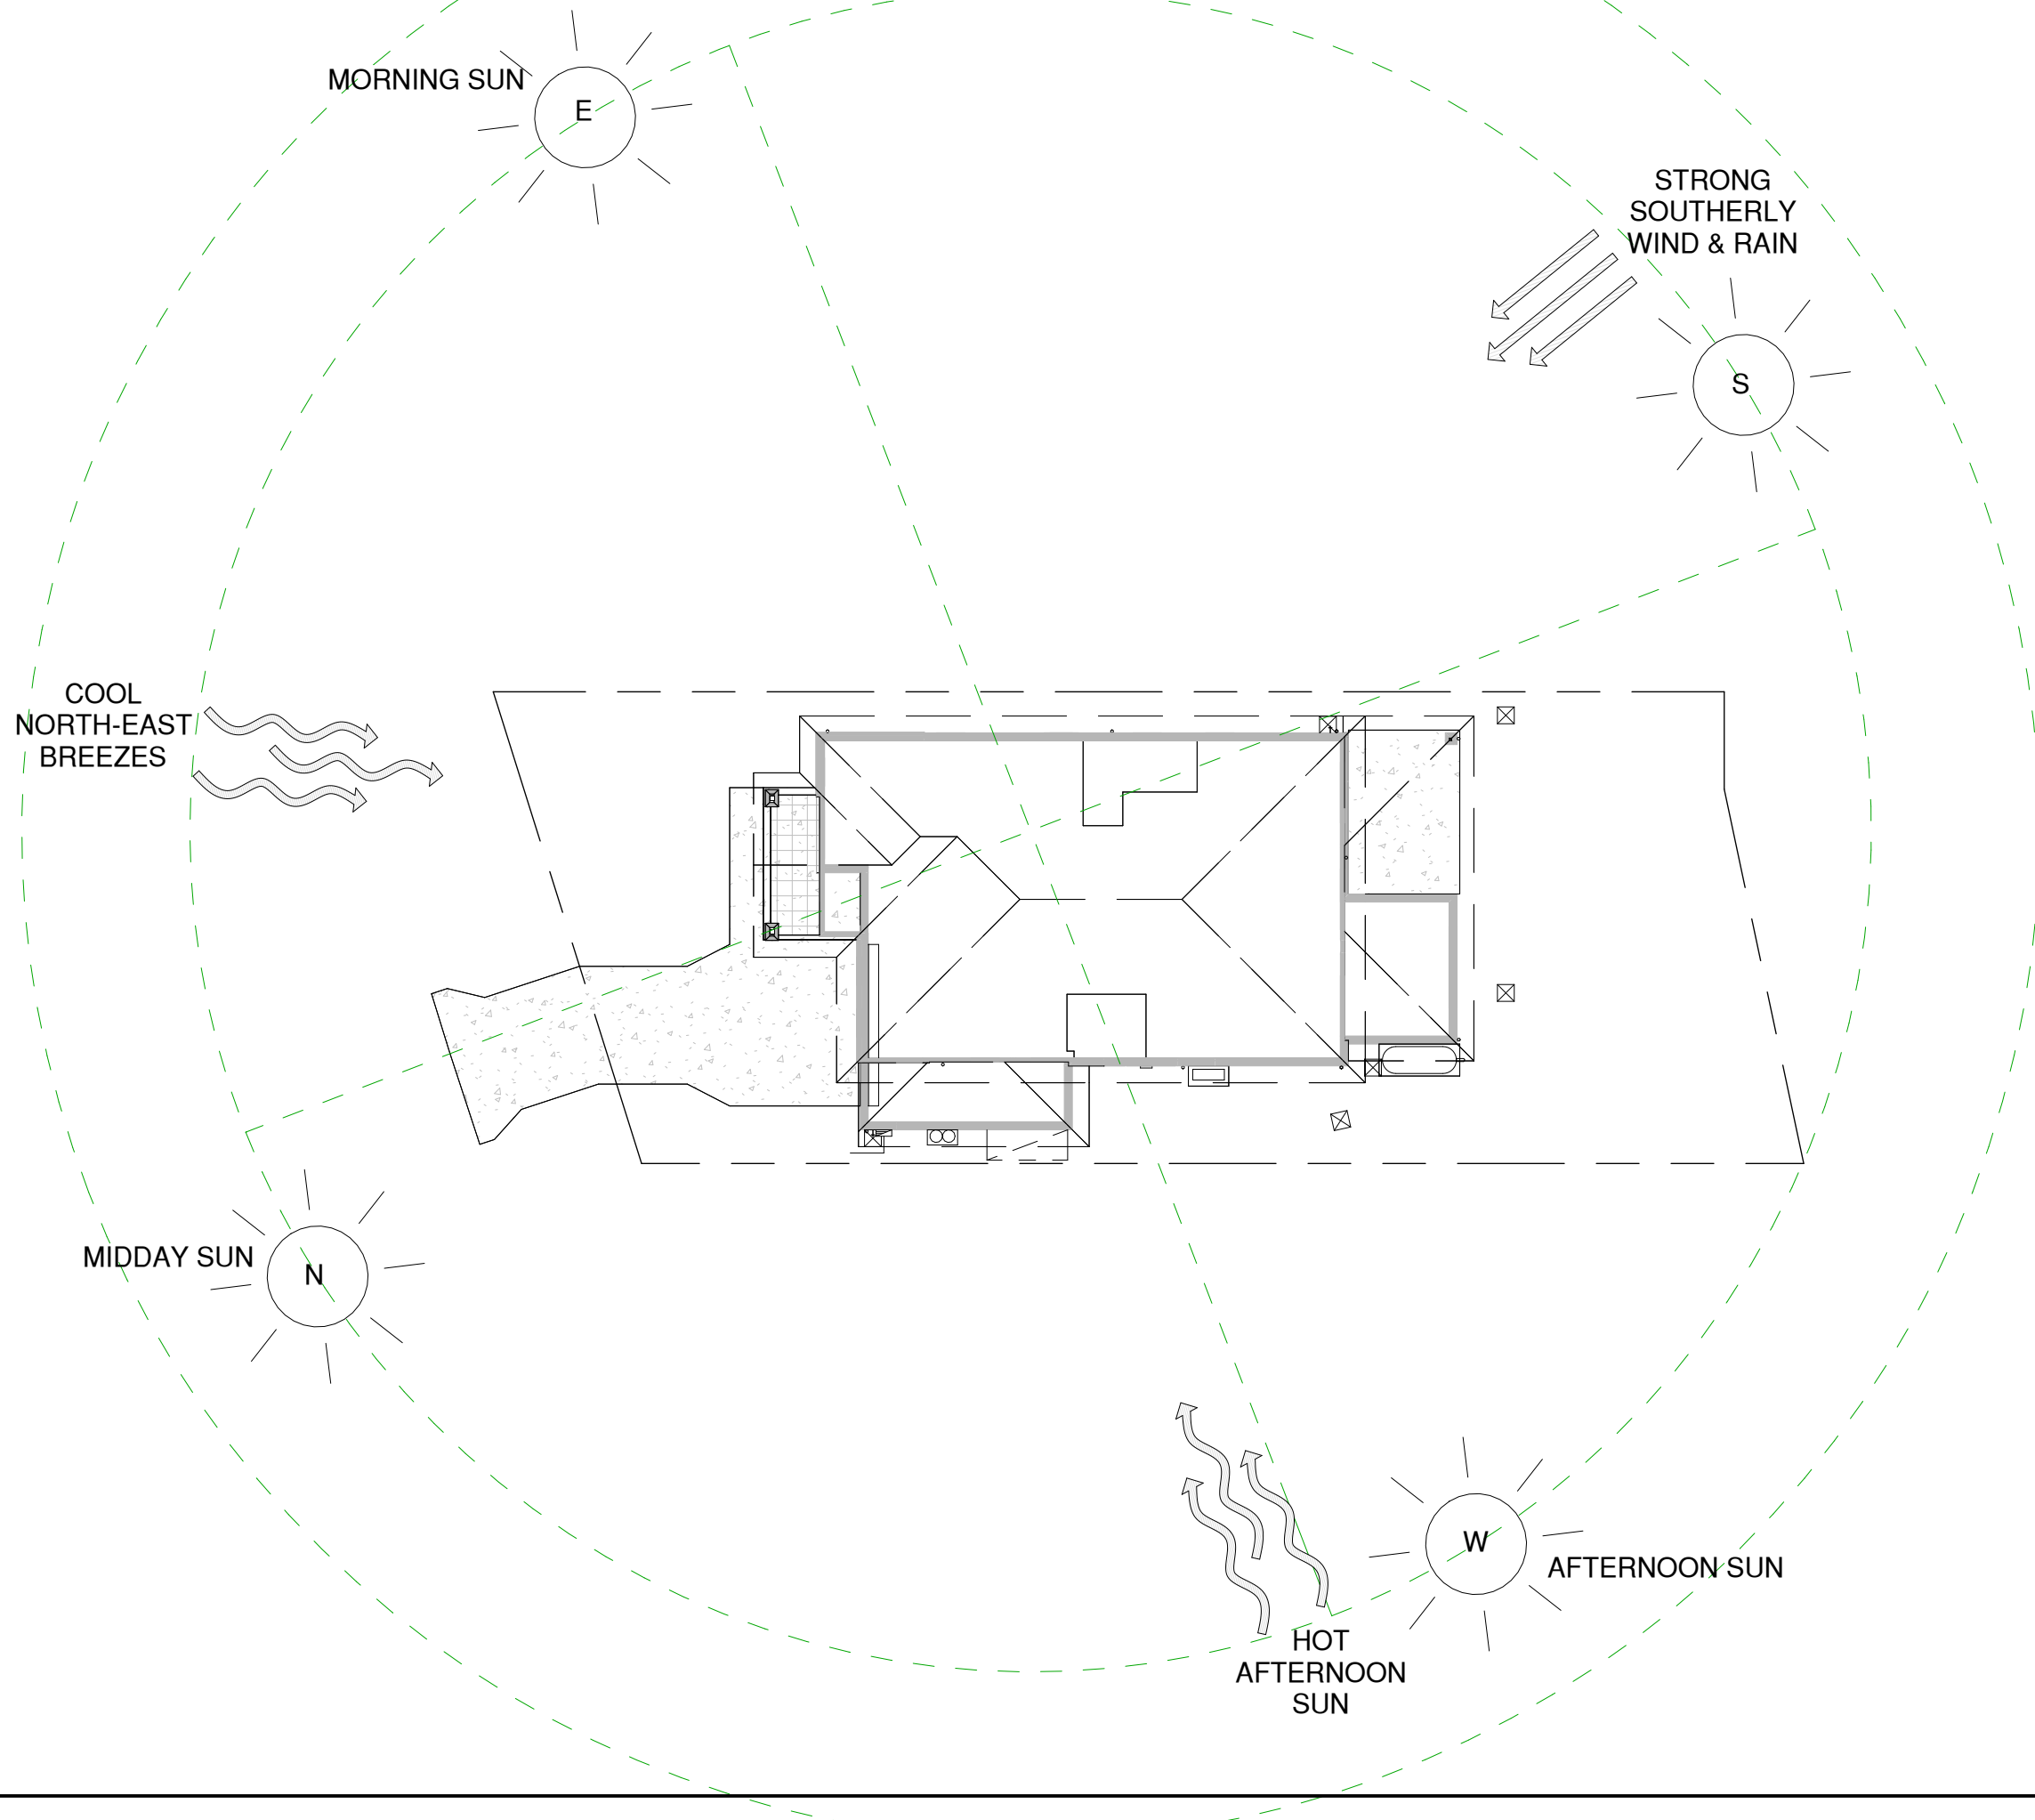 MORNING SUN
E
STRONG
SOUTHERLY
WIND & RAIN
S
COOL
NORTH-EAST
BREEZES
MIDDAY SUN
N
W
AFTERNOON SUN
HOT
AFTERNOON
SUN